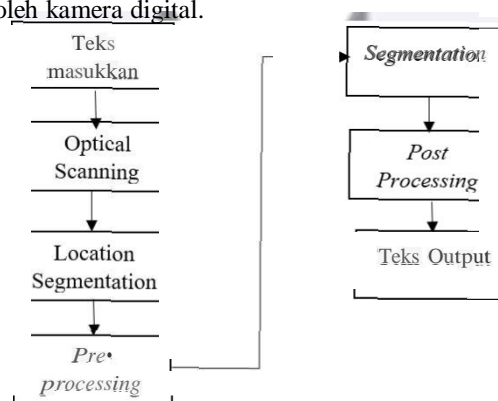 oleh kamera digital.
Teks
masukkan
Optical
Scanning
Location
Segmentation
Pre•
processing
Segmentation
Post
Processing
Teks Output